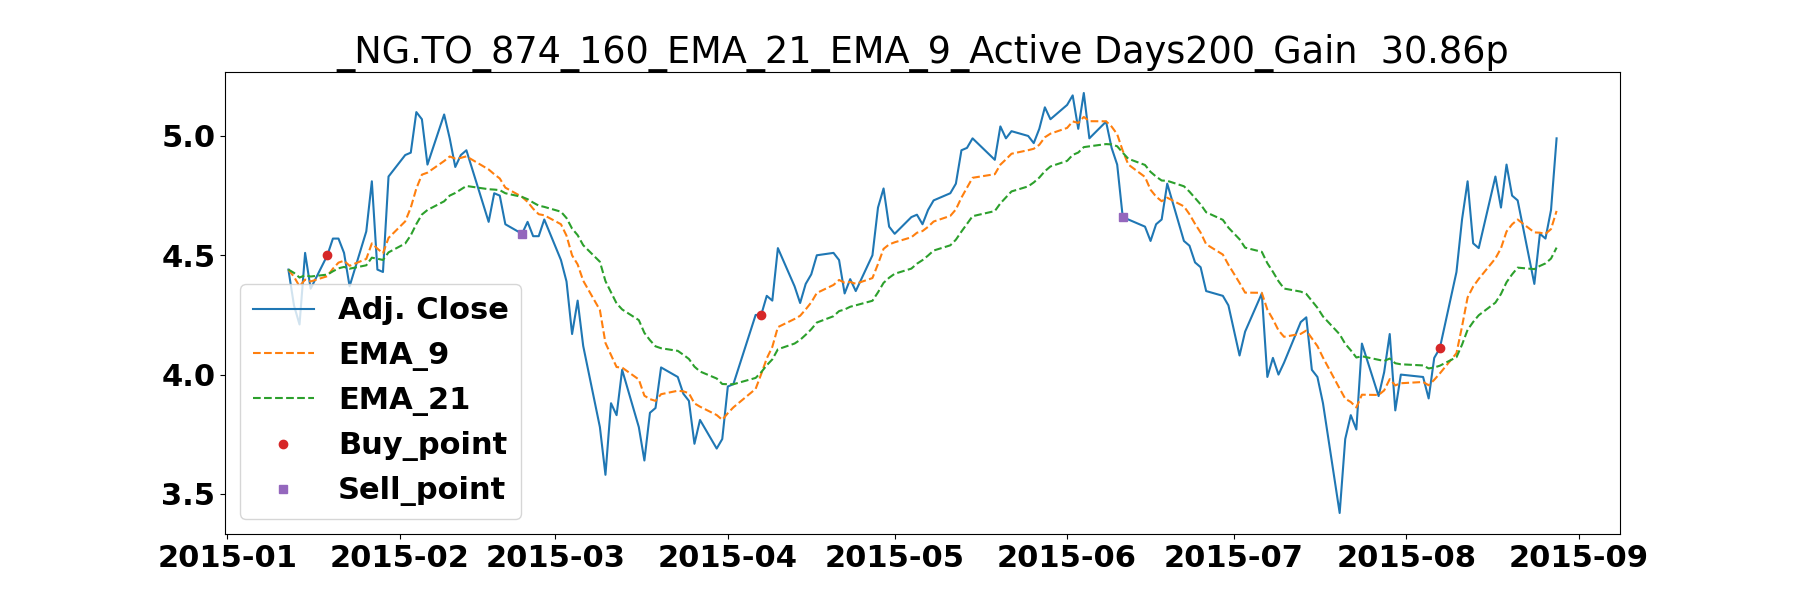 _NG.TO_874_160_EMA_21_EMA_9_Active Days200_Gain  30.86p
5.0
4.5
4.0
3.5
Adj. Close
EMA_9
EMA_21
Buy_point
Sell_point
2015-01 2015-02 2015-03 2015-04 2015-05 2015-06 2015-07 2015-08 2015-09